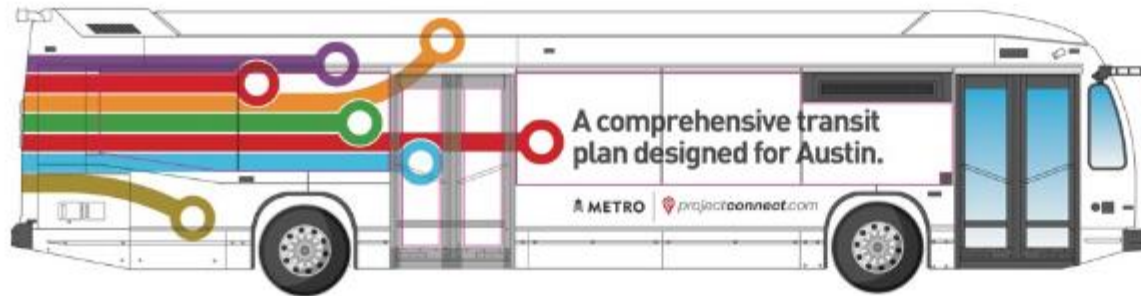 A comprehensive transit
plan designed for Austin.
METRO projectconnect.com